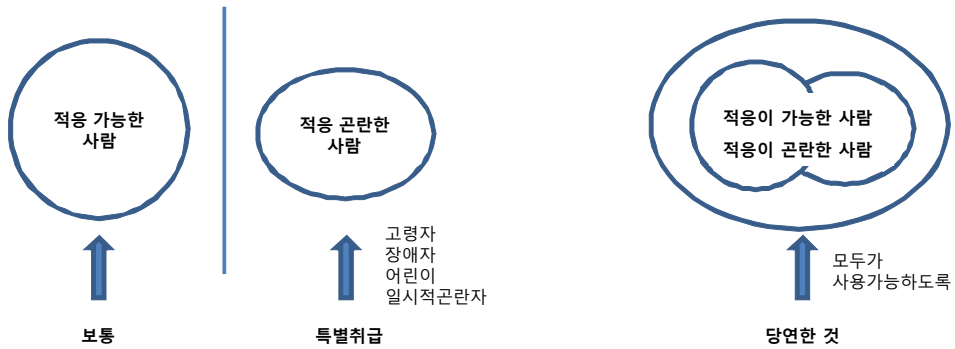 적응 가능한
사람
적응 곤란한
사람
적응이 가능한 사람
적응이 곤란한 사람
고령자
장애자
어린이
일시적곤란자
모두가
사용가능하도록
보통
특별취급
당연한 것